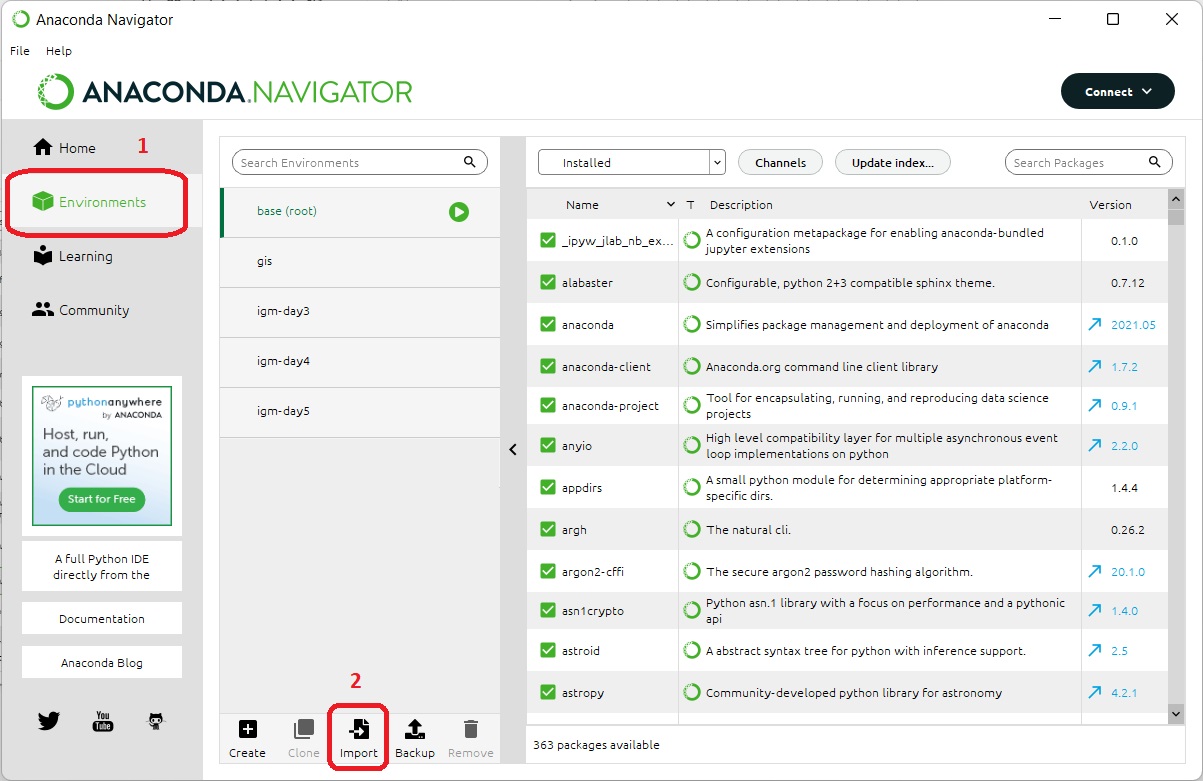 Anaconda Navigator
File Help
ANACONDA.NAVIGATOR
Connect
Home
1
Environments
Learning
Community
pythonanywhere
by ANACONDA
Host, run,
and code Python
in the Cloud
Start for Free
A full Python IDE
directly from the
Documentation
Anaconda Blog
You
Tube
Search Environments
base (root)
gis
igm-day3
igm-day4
igm-day5
2
Create Clone Import Backup Remove
Installed Channels Update index... Search Packages
Name T Description Version
_ipyw_jlab_nb_ex... A configuration metapackage for enabling anaconda-bundled 0.1.0
jupyter extensions
alabaster Configurable, python 2+3 compatible sphinx theme. 0.7.12
anaconda Simplifies package management and deployment of anaconda 2021.05
anaconda-client Anaconda.org command line client library 1.7.2
anaconda-project Tool for encapsulating, running, and reproducing data science 0.9.1
projects
anyio High level compatibility layer for multiple asynchronous event 2.2.0
loop implementations on python
appdirs A small python module for determining appropriate platform- 1.4.4
specific dirs.
argh The natural cli. 0.26.2
argon2-cffi The secure argon2 password hashing algorithm. 20.1.0
asn1crypto Python asn.1 library with a focus on performance and a pythonic 1.4.0
api
astroid A abstract syntax tree for python with inference support. 2.5
astropy Community-developed python library for astronomy 4.2.1
363 packages available